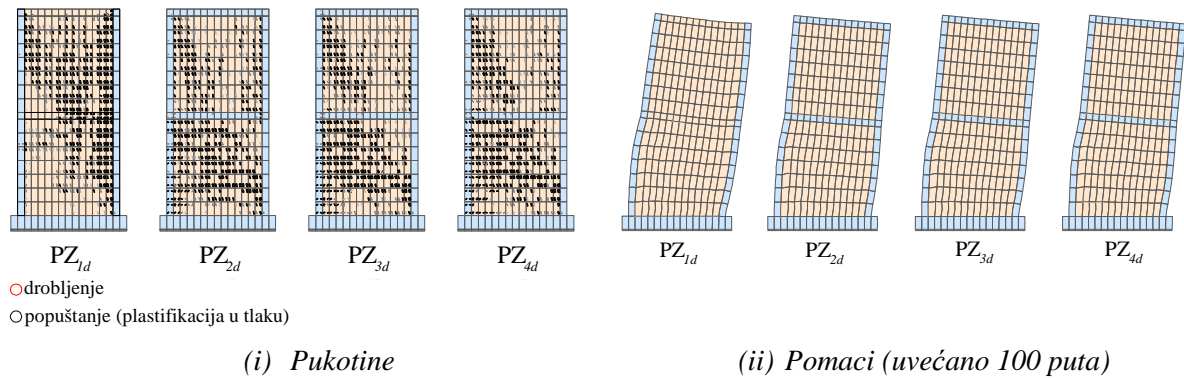 PZ1d PZ2d PZ3d PZ4d PZ1d PZ2d PZ3d PZ4d
drobljenje
popuštanje (plastifikacija u tlaku)
(i) Pukotine (ii) Pomaci (uvećano 100 puta)